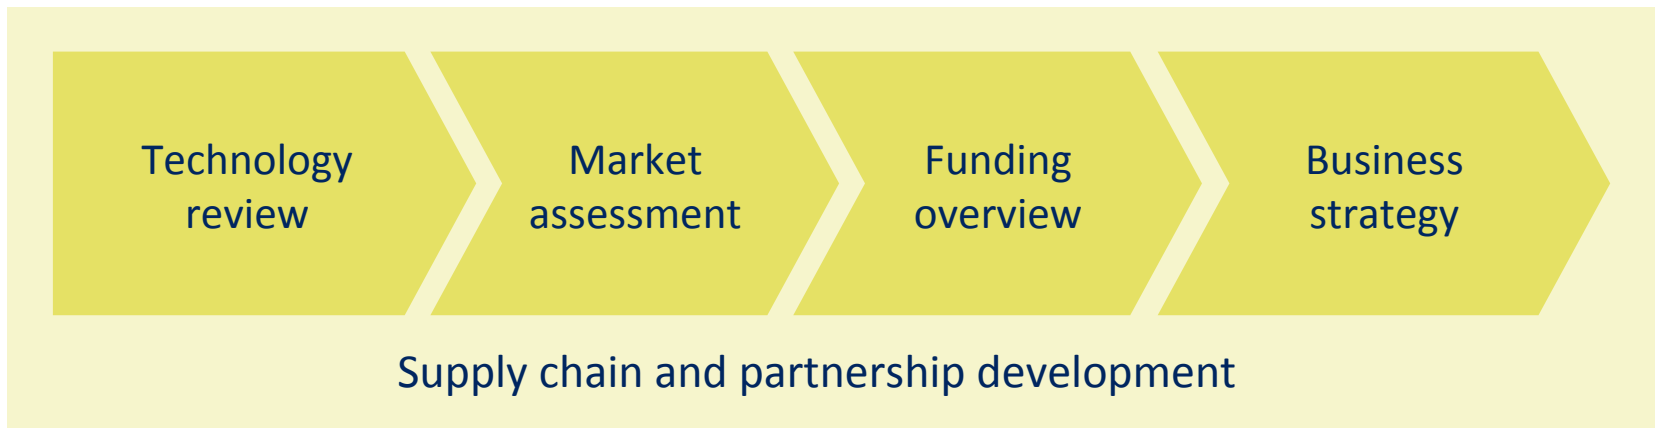 Technology
review
Market
assessment
Funding
overview
Business
strategy
Supply chain and partnership development